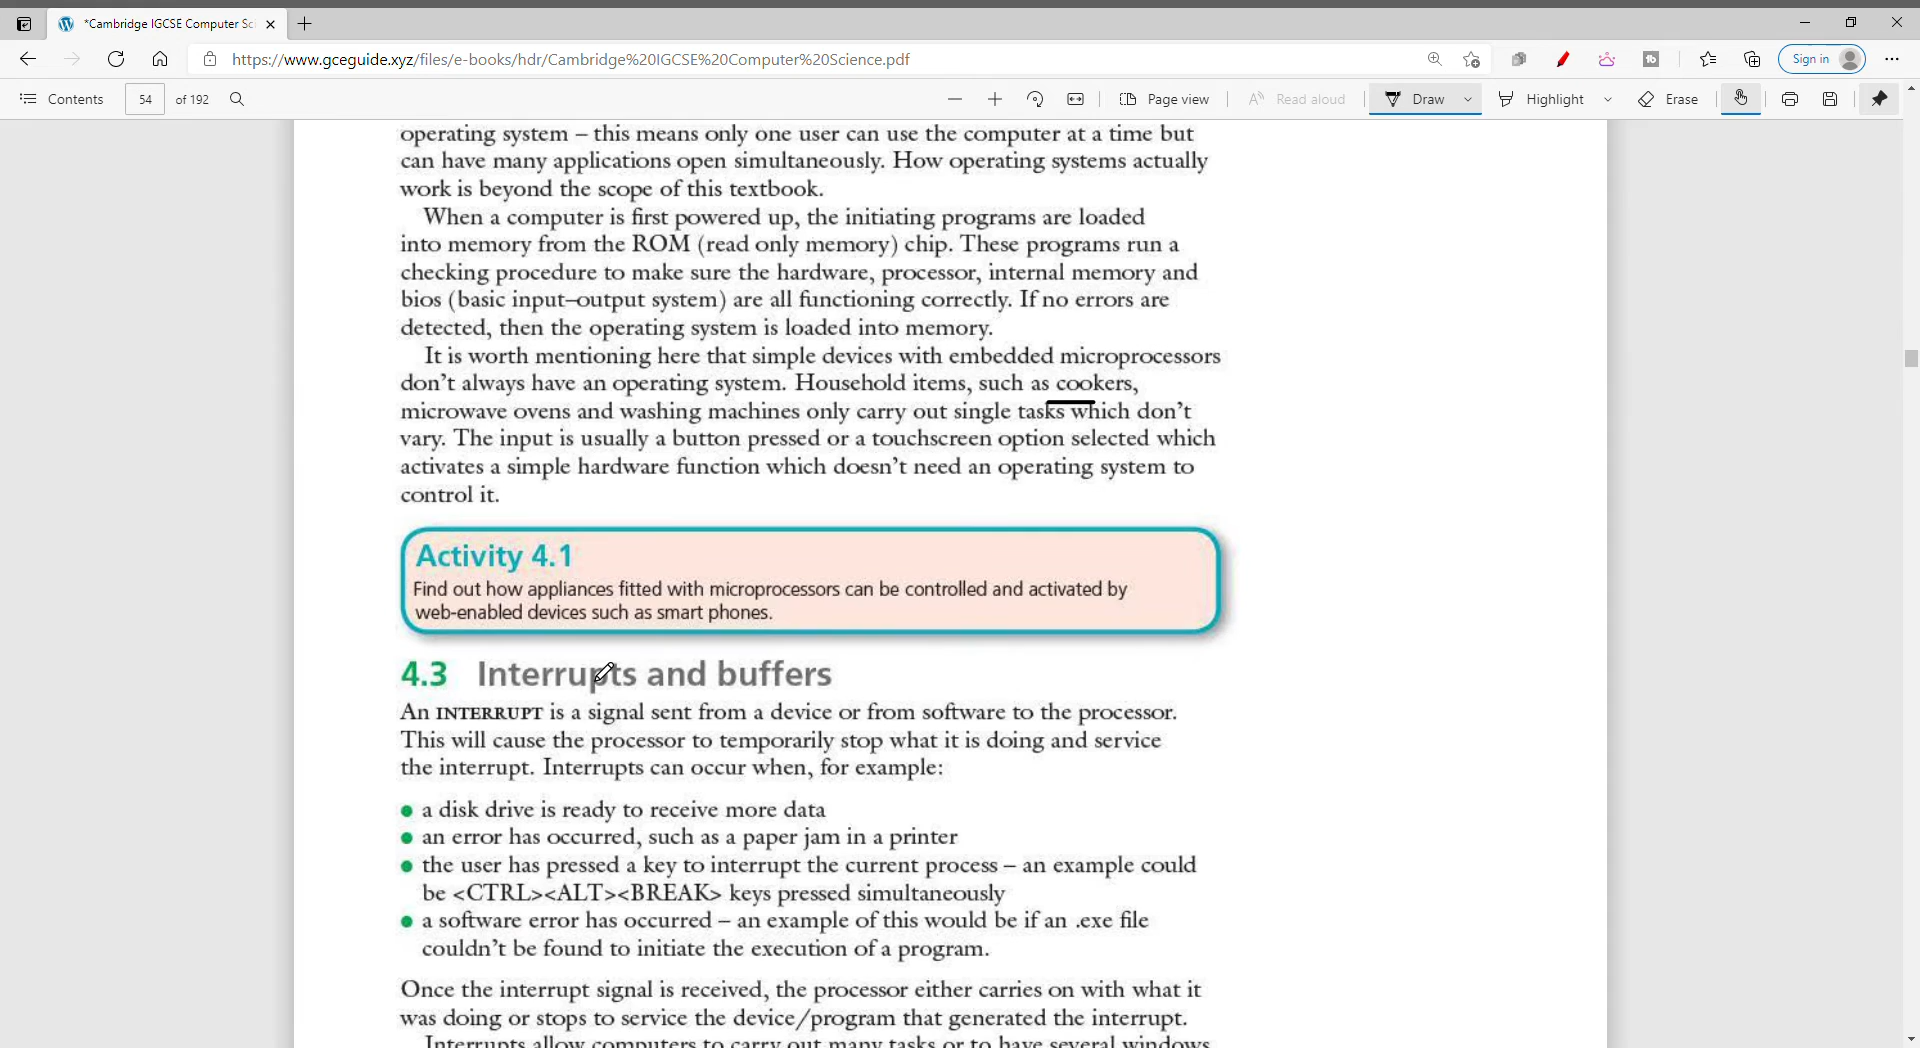 *Cambridge IGCSE Computer Sc
https://www.gceguide.xyz/files/e-books/hdr/Cambridge%20IGCSE%20Computer%20Science.pdf
Sign in
Contents 54 of 192 Page view Read aloud Draw Highlight Erase
operating system – this means only one user can use the computer at a time but
can have many applications open simultaneously. How operating systems actually
work is beyond the scope of this textbook.
When a computer is first powered up, the initiating programs are loaded
into memory from the ROM (read only memory) chip. These programs run a
checking procedure to make sure the hardware, processor, internal memory and
bios (basic input–output system) are all functioning correctly. If no errors are
detected, then the operating system is loaded into memory.
It is worth mentioning here that simple devices with embedded microprocessors
don't always have an operating system. Household items, such as cookers,
microwave ovens and washing machines only carry out single tasks which don't
vary. The input is usually a button pressed or a touchscreen option selected which
activates a simple hardware function which doesn't need an operating system to
control it.
Activity 4.1
Find out how appliances fitted with microprocessors can be controlled and activated by
web-enabled devices such as smart phones.
4.3 Interrupts and buffers
An INTERRUPT is a signal sent from a device or from software to the processor.
This will cause the processor to temporarily stop what it is doing and service
the interrupt. Interrupts can occur when, for example:
● a disk drive is ready to receive more data
● an error has occurred, such as a paper jam in a printer
● the user has pressed a key to interrupt the current process – an example could
be <CTRL><ALT><BREAK> keys pressed simultaneously
● a software error has occurred – an example of this would be if an .exe file
couldn't be found to initiate the execution of a program.
Once the interrupt signal is received, the processor either carries on with what it
was doing or stops to service the device/program that generated the interrupt.
Interrupts allow computers to carry out many tasks or to have several windows